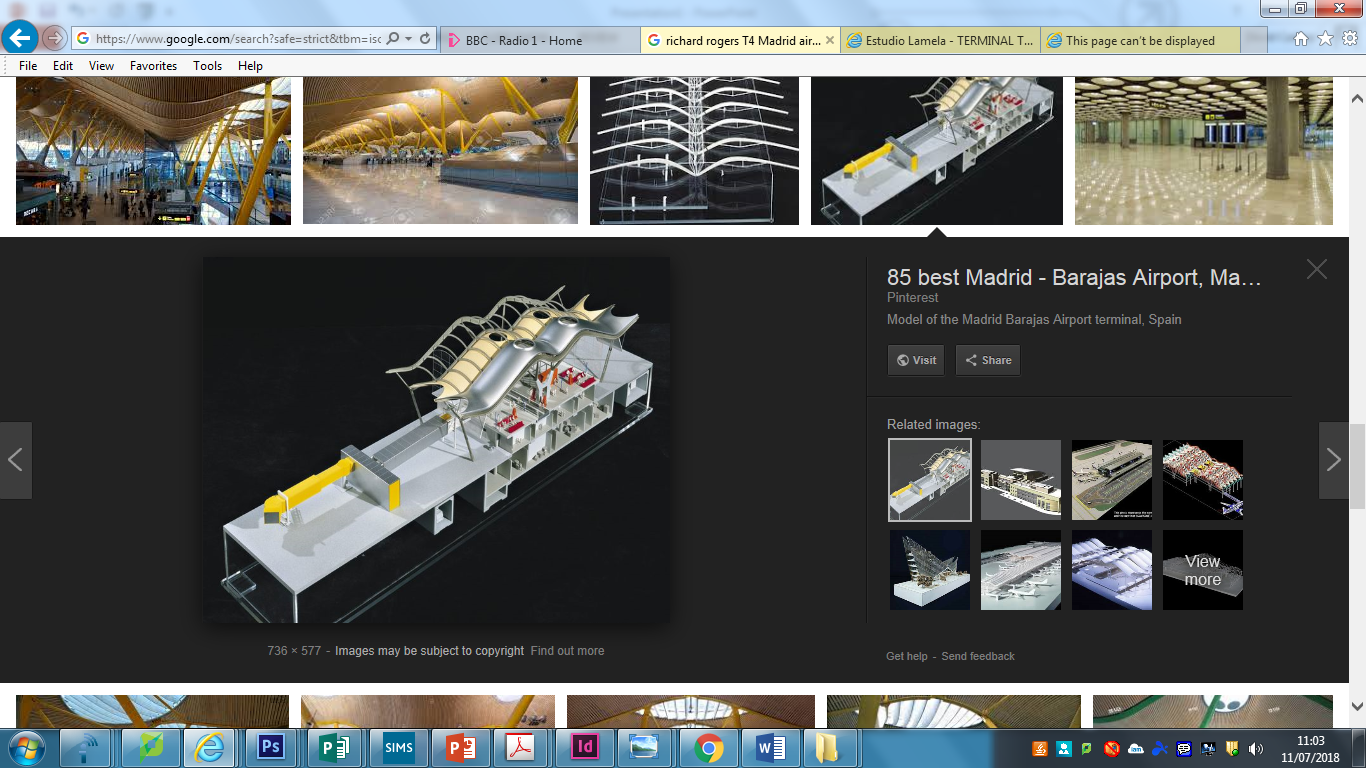 https://www.google.com/search?safe=strict&tbm=isc
BBC - Radio 1 - Home
richard rogers T4 Madrid air...
Estudio Lamela - TERMINAL T...
This page can't be displayed
File Edit View Favorites Tools Help
85 best Madrid - Barajas Airport, Ma...
Pinterest
Model of the Madrid Barajas Airport terminal, Spain
Visit
Share
Related images:
View
more
736 × 577 - Images may be subject to copyright Find out more
Get help - Send feedback
Ps
P
SIMS
P
Id
W
11:03
11/07/2018